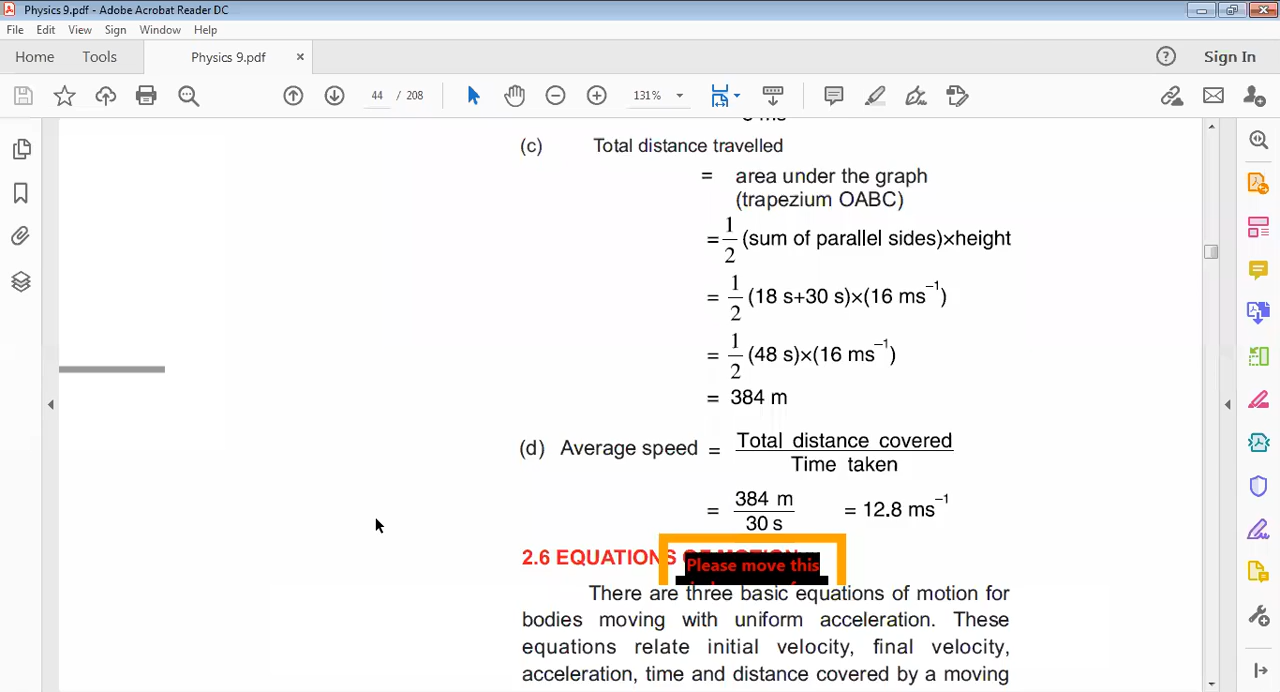 Physics 9.pdf - Adobe Acrobat Reader DC
File Edit View Sign Window Help
Home Tools Physics 9.pdf × Sign In
44 / 208 131%
(c) Total distance travelled
= area under the graph
(trapezium OABC)
= 1/2 (sum of parallel sides)×height
= 1/2 (18 s+30 s)×(16 ms⁻¹)
= 1/2 (48 s)×(16 ms⁻¹)
= 384 m
(d) Average speed = Total distance covered / Time taken
= 384 m / 30 s = 12.8 ms⁻¹
2.6 EQUATIONS OF MOTION
Please move this
There are three basic equations of motion for
bodies moving with uniform acceleration. These
equations relate initial velocity, final velocity,
acceleration, time and distance covered by a moving